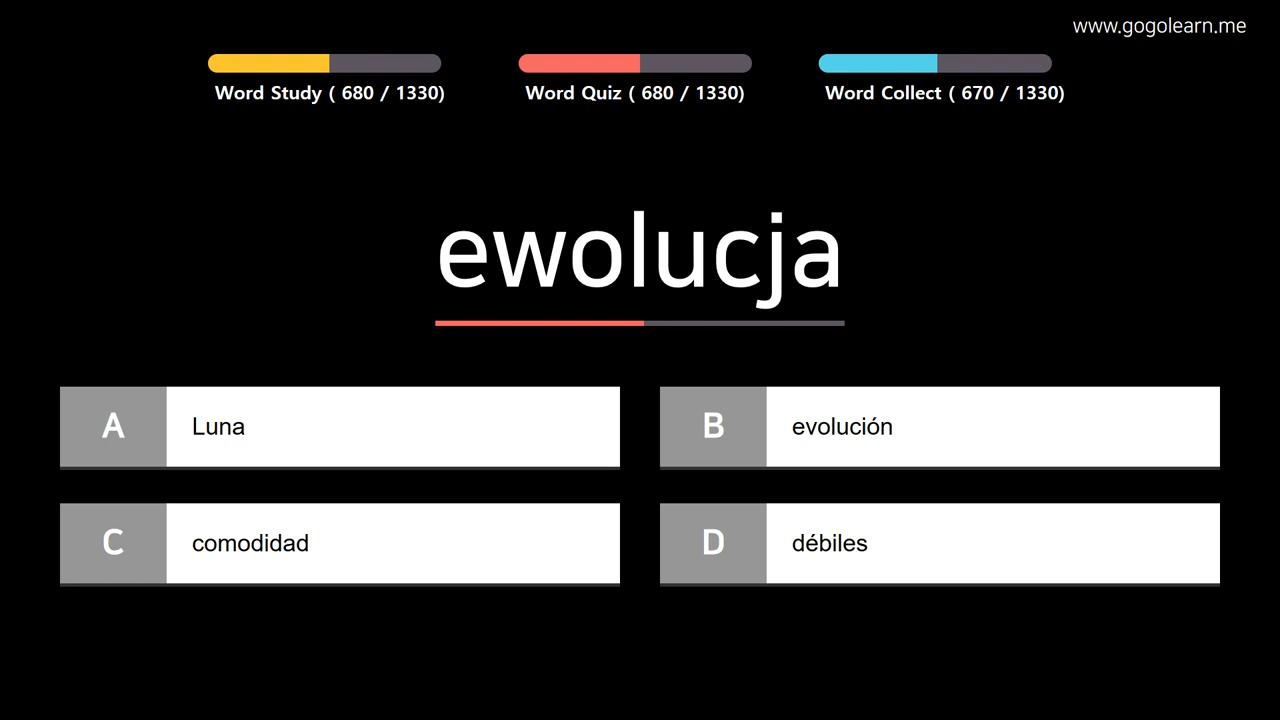 www.gogolearn.me
Word Study ( 680 / 1330)
Word Quiz ( 680 / 1330)
Word Collect ( 670 / 1330)
ewolucja
A Luna
B evolución
C comodidad
D débiles